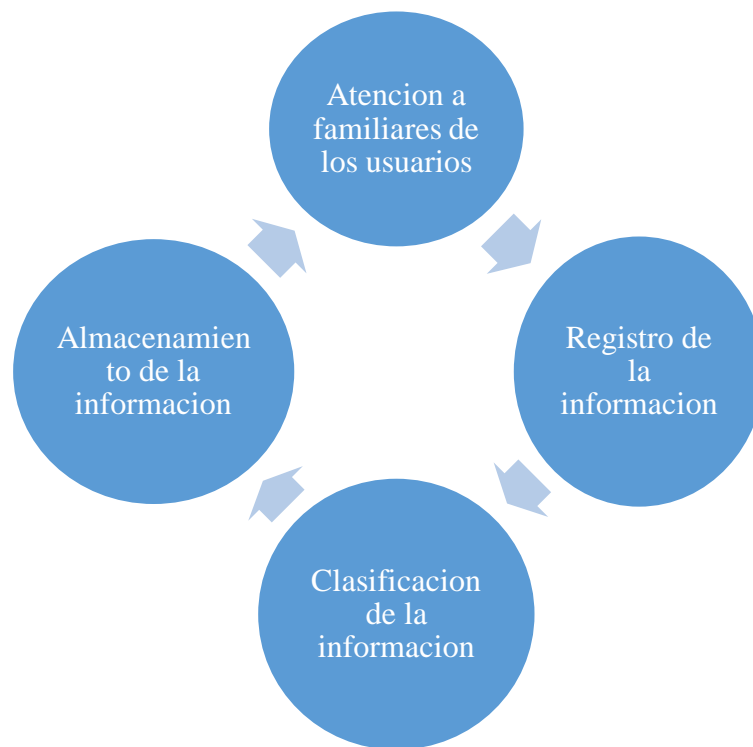 Atencion a
familiares de
los usuarios
Registro de
la
informacion
Clasificacion
de la
informacion
Almacenamien
to de la
informacion